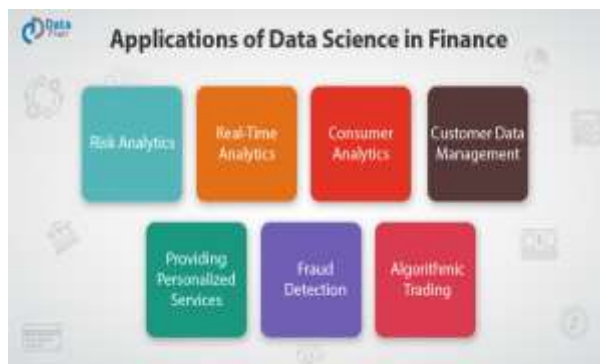 Data
Flair
Applications of Data Science in Finance
Risk Analytics
Real-Time
Analytics
Consumer
Analytics
Customer Data
Management
Providing
Personalized
Services
Fraud
Detection
Algorithmic
Trading